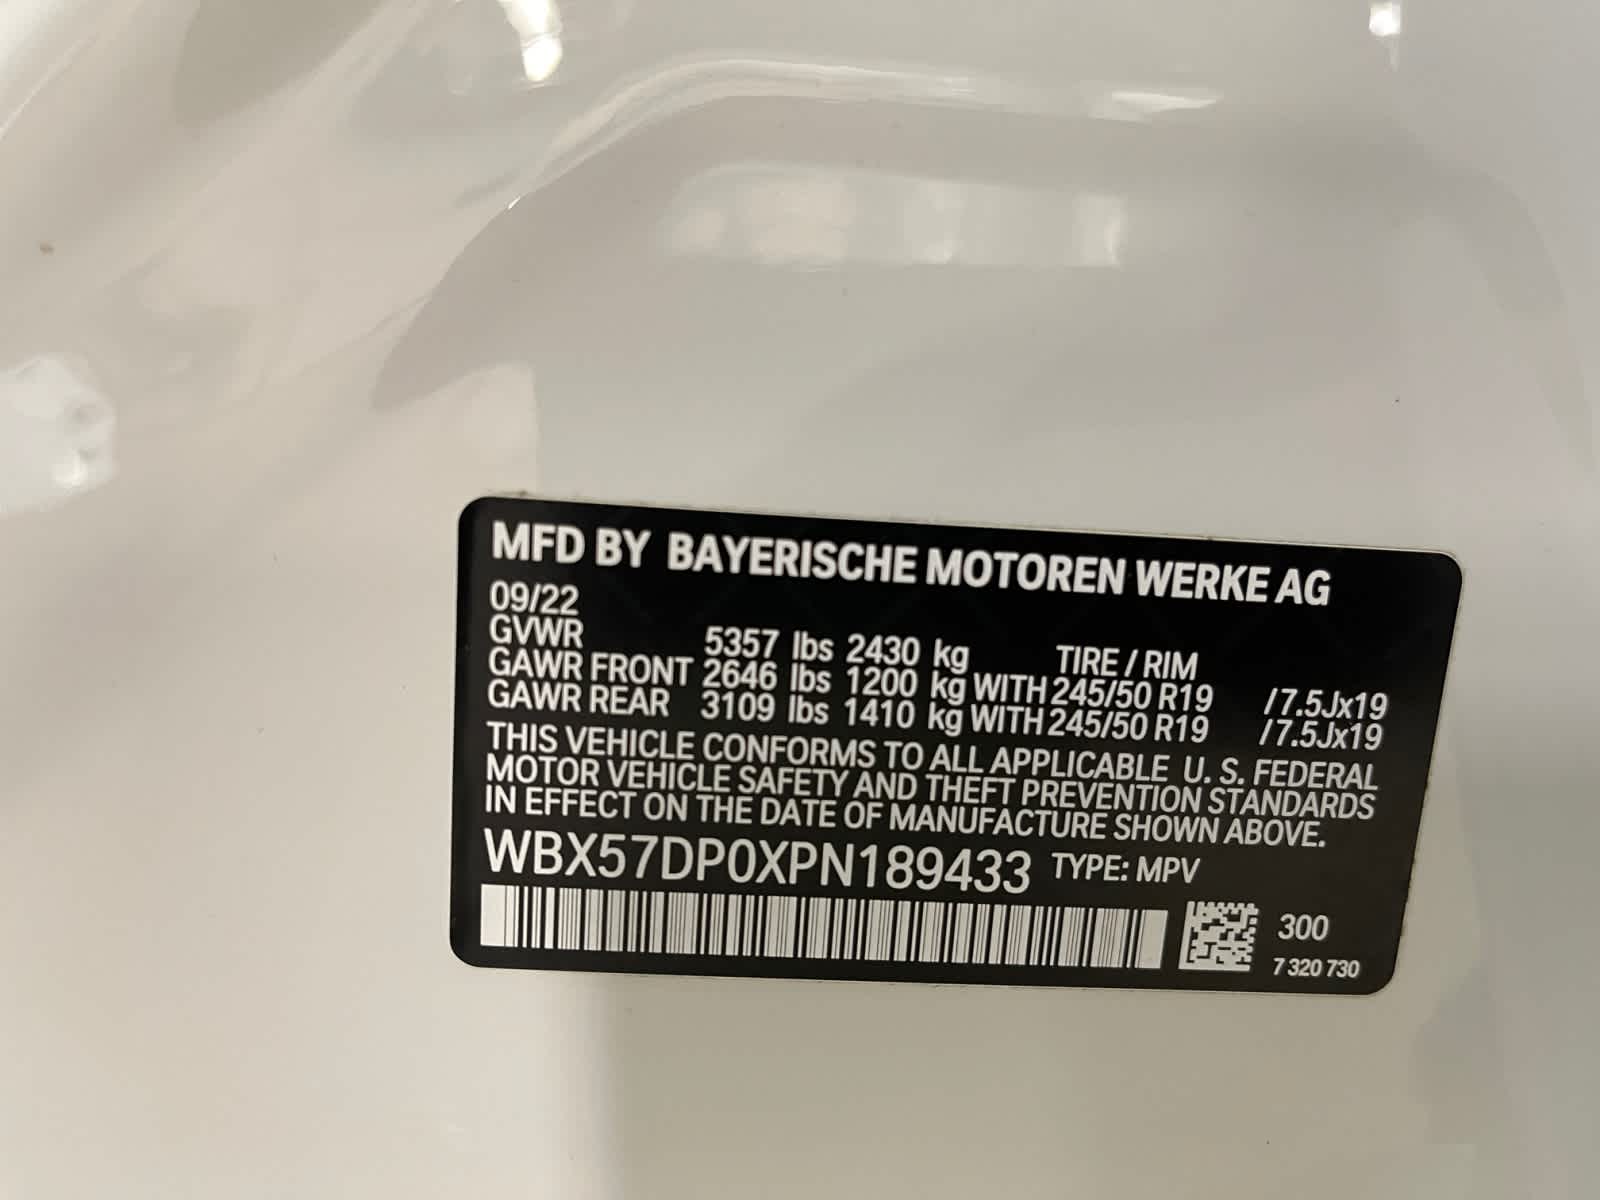 MFD BY BAYERISCHE MOTOREN WERKE AG
09/22
GVWR 5357 lbs 2430 kg TIRE / RIM
GAWR FRONT 2646 lbs 1200 kg WITH 245/50 R19 /7.5Jx19
GAWR REAR 3109 lbs 1410 kg WITH 245/50 R19 /7.5Jx19
THIS VEHICLE CONFORMS TO ALL APPLICABLE U. S. FEDERAL
MOTOR VEHICLE SAFETY AND THEFT PREVENTION STANDARDS
IN EFFECT ON THE DATE OF MANUFACTURE SHOWN ABOVE.
WBX57DP0XPN189433 TYPE: MPV
300
7 320 730